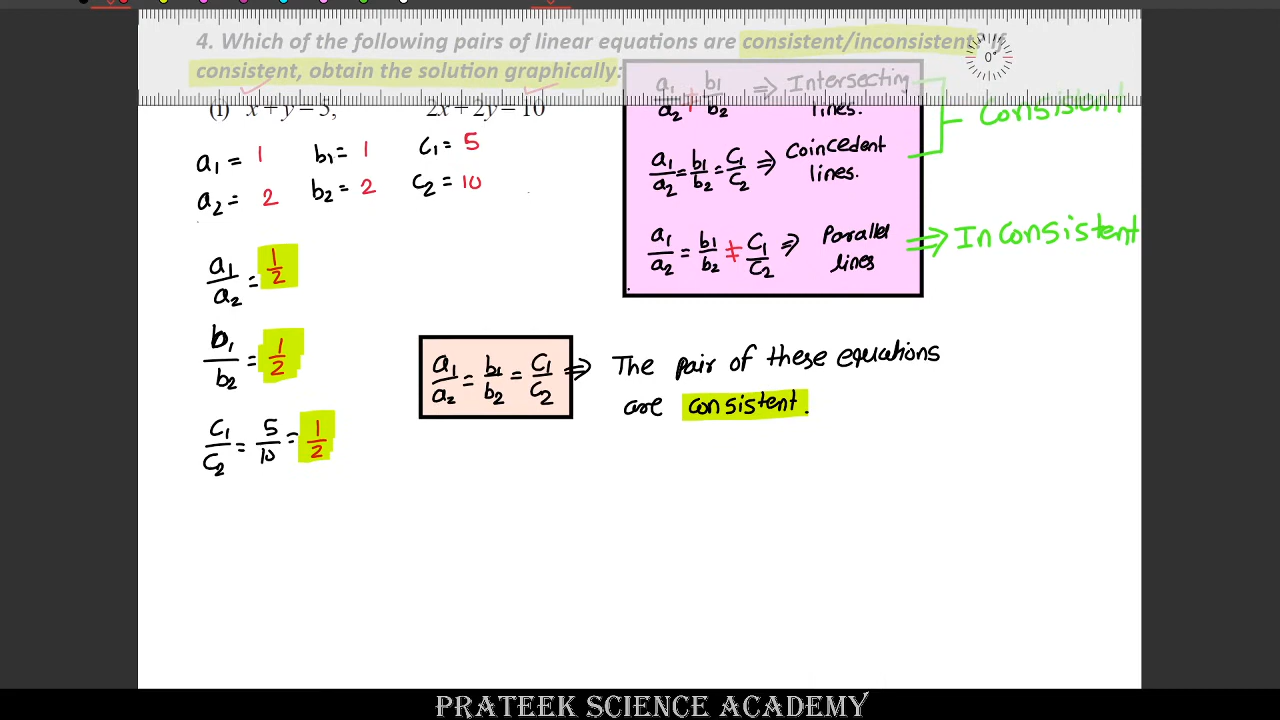 4. Which of the following pairs of linear equations are consistent/inconsistent? If
consistent, obtain the solution graphically:
(i) x + y = 5, 2x + 2y = 10
a₁ = 1 b₁ = 1 c₁ = 5
a₂ = 2 b₂ = 2 c₂ = 10
a₁/a₂ = 1/2
b₁/b₂ = 1/2
c₁/c₂ = 5/10 = 1/2
a₁/a₂ ≠ b₁/b₂ ⇒ Intersecting
lines.
a₁/a₂ = b₁/b₂ = c₁/c₂ ⇒ Coincedent
lines.
Consistent
a₁/a₂ = b₁/b₂ ≠ c₁/c₂ ⇒ Parallel
lines
⇒ Inconsistent
a₁/a₂ = b₁/b₂ = c₁/c₂ ⇒ The pair of these equations
are consistent.
0°
PRATEEK SCIENCE ACADEMY